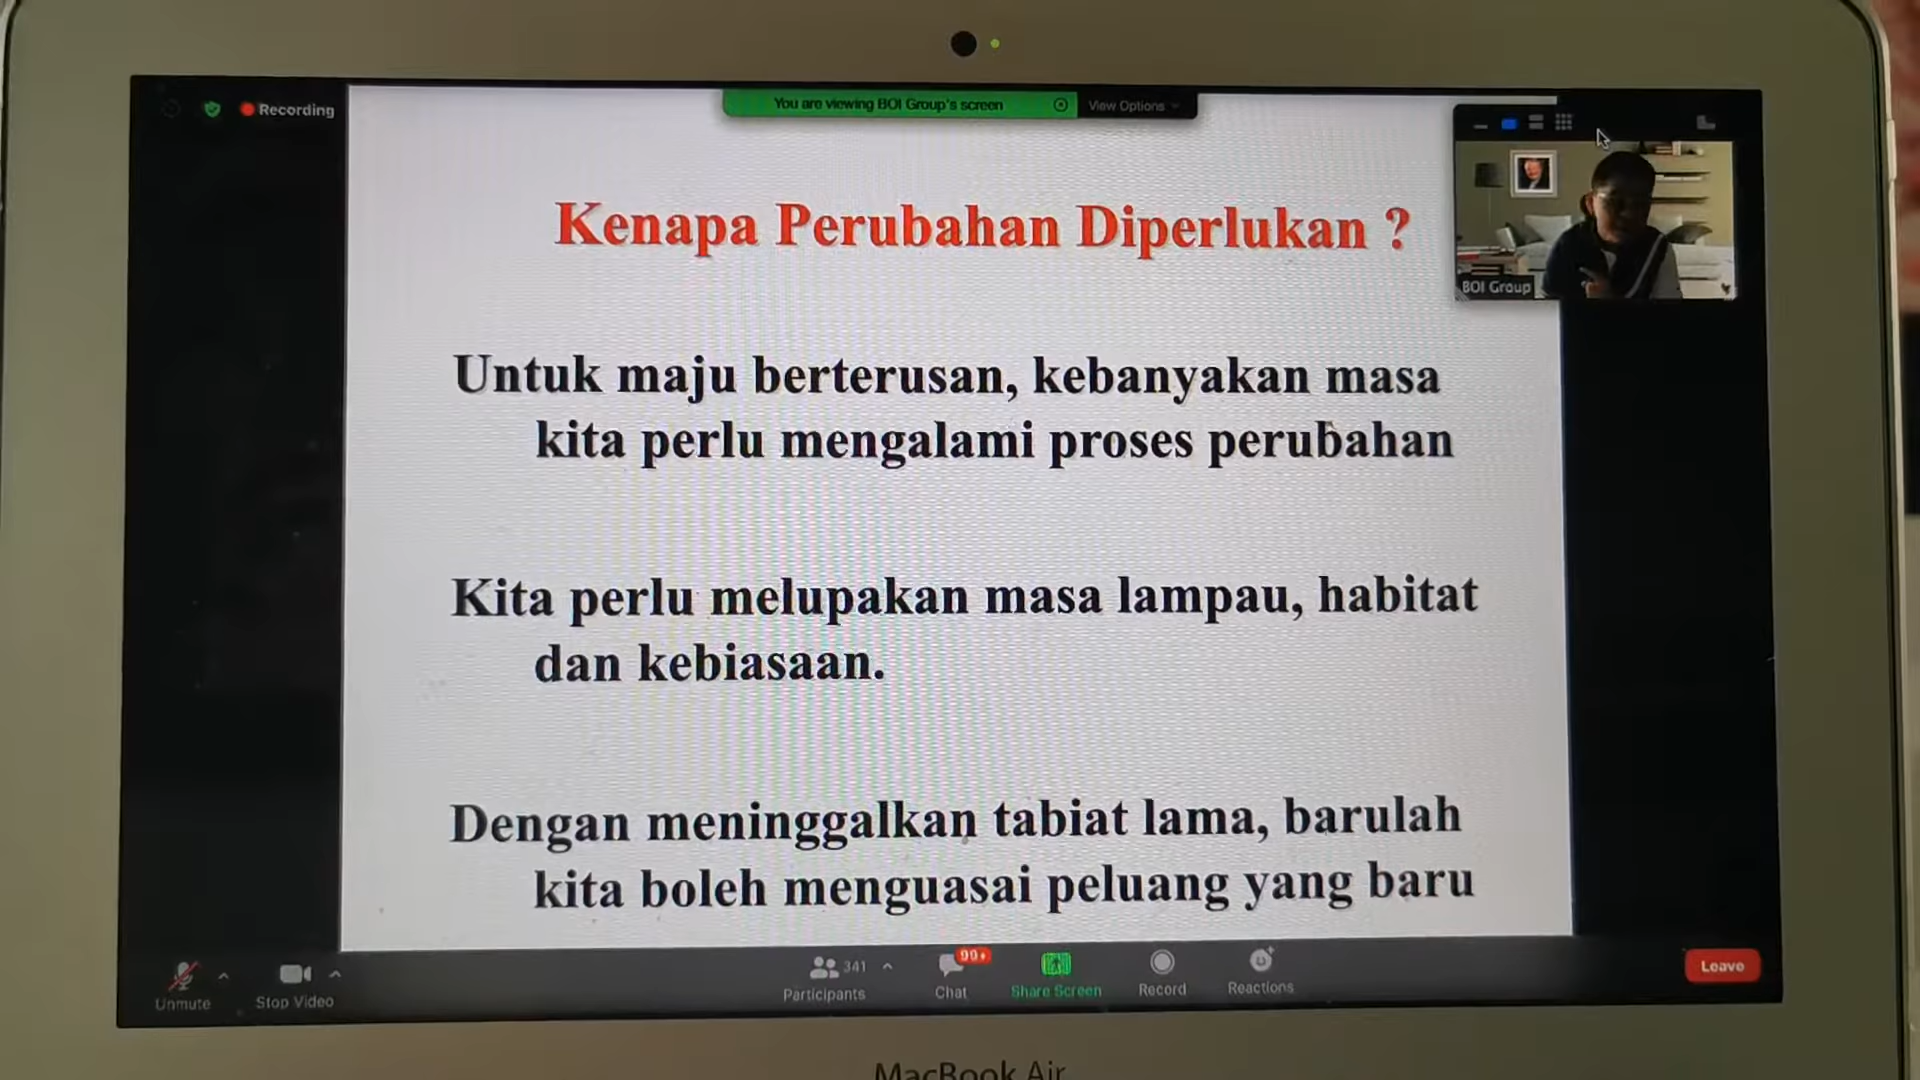 Recording
You are viewing BOI Group's screen
View Options
Kenapa Perubahan Diperlukan ?
BOI Group
Untuk maju berterusan, kebanyakan masa
kita perlu mengalami proses perubahan
Kita perlu melupakan masa lampau, habitat
dan kebiasaan.
Dengan meninggalkan tabiat lama, barulah
kita boleh menguasai peluang yang baru
Unmute
Stop Video
341
Participants
99+
Chat
Share Screen
Record
Reactions
Leave
MacBook Air